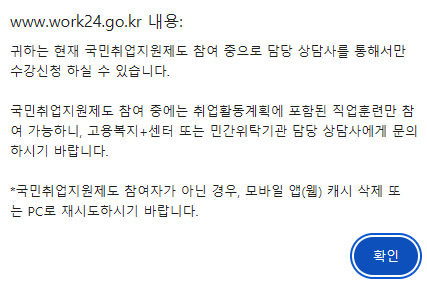 www.work24.go.kr 내용:
귀하는 현재 국민취업지원제도 참여 중으로 담당 상담사를 통해서만
수강신청 하실 수 있습니다.
국민취업지원제도 참여 중에는 취업활동계획에 포함된 직업훈련만 참
여 가능하니, 고용복지+센터 또는 민간위탁기관 담당 상담사에게 문의
하시기 바랍니다.
*국민취업지원제도 참여자가 아닌 경우, 모바일 앱(웹) 캐시 삭제 또
는 PC로 재시도하시기 바랍니다.
확인